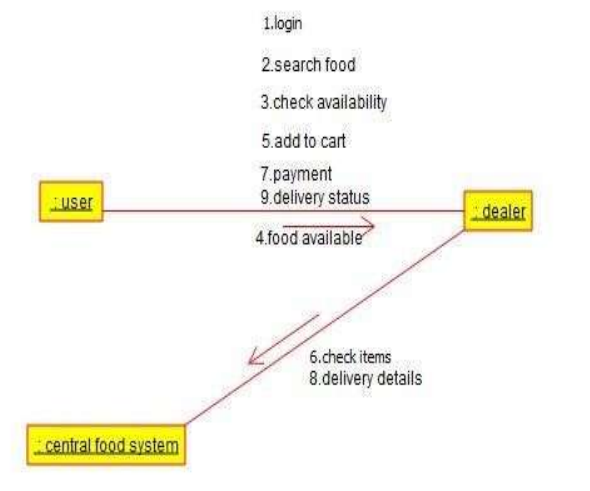 1.login
2.search food
3.check availability
5.add to cart
7.payment
9.delivery status
: user
: dealer
4.food available
6.check items
8.delivery details
: central food system